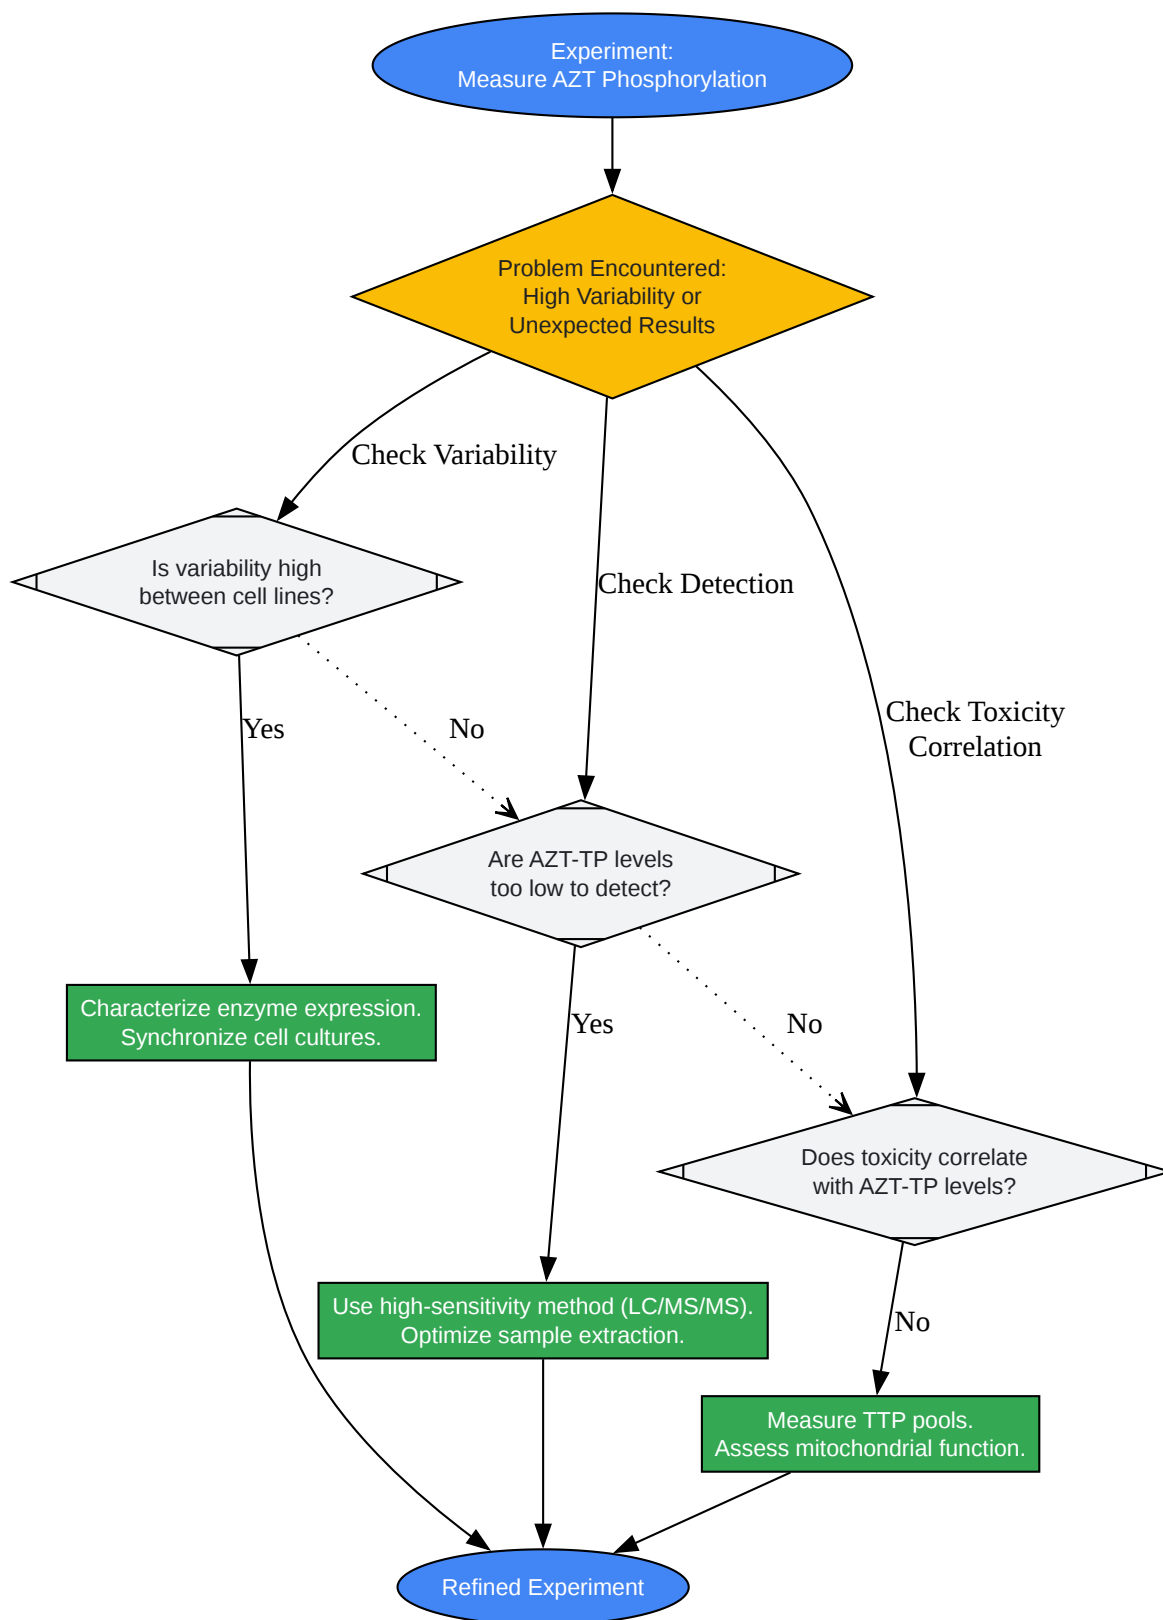 Experiment:
Measure AZT Phosphorylation
Problem Encountered:
High Variability or
Unexpected Results
Check Variability
Is variability high
between cell lines?
Check Detection
Check Toxicity
Correlation
Yes
No
Are AZT-TP levels
too low to detect?
Characterize enzyme expression.
Synchronize cell cultures.
Yes
No
Does toxicity correlate
with AZT-TP levels?
Use high-sensitivity method (LC/MS/MS).
Optimize sample extraction.
No
Measure TTP pools.
Assess mitochondrial function.
Refined Experiment